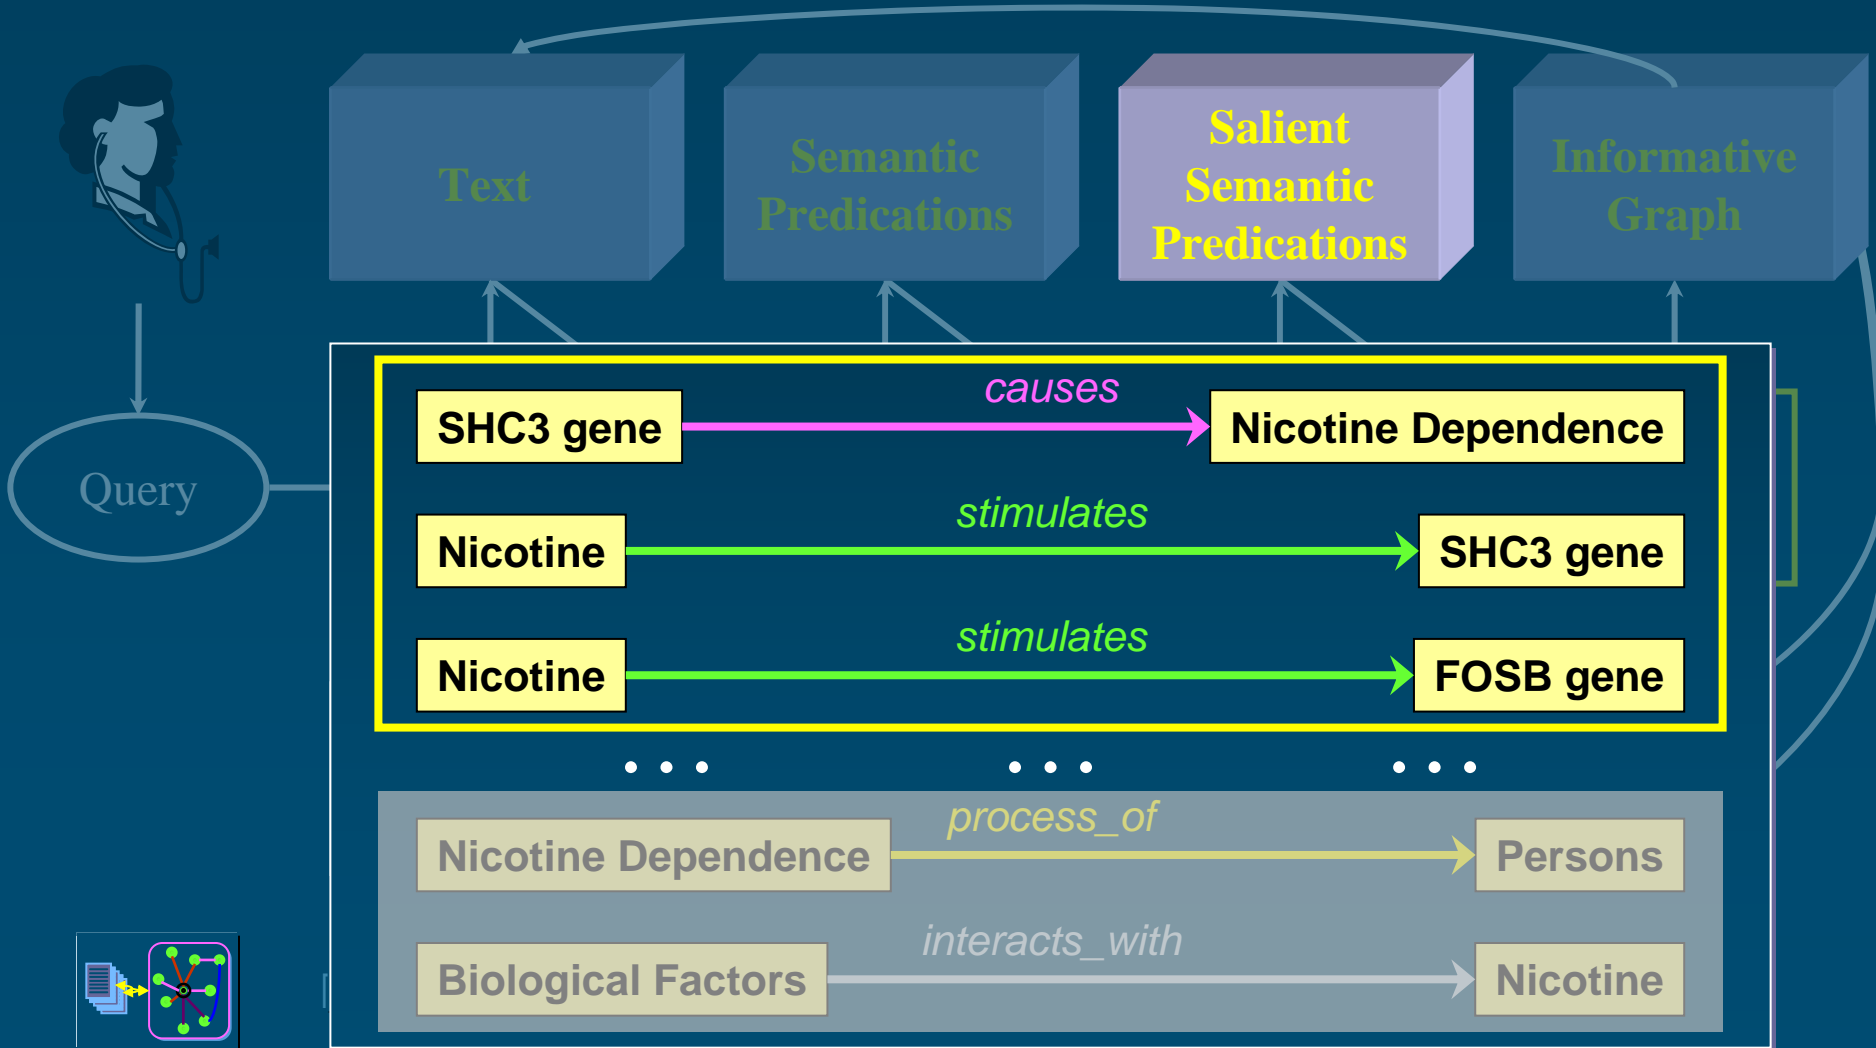 Text
Semantic
Predications
Salient
Semantic
Predications
Informative
Graph
Query
causes
SHC3 gene
Nicotine Dependence
stimulates
Nicotine
SHC3 gene
stimulates
Nicotine
FOSB gene
• • •
• • •
• • •
process_of
Nicotine Dependence
Persons
interacts_with
Biological Factors
Nicotine